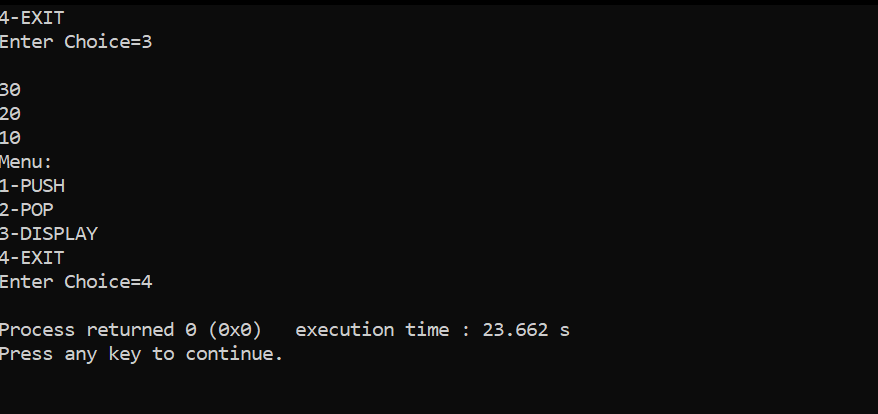 4-EXIT
Enter Choice=3
30
20
10
Menu:
1-PUSH
2-POP
3-DISPLAY
4-EXIT
Enter Choice=4
Process returned 0 (0x0)   execution time : 23.662 s
Press any key to continue.